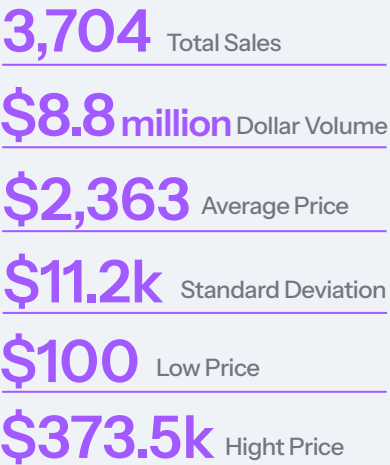 3,704 Total Sales
$8.8 million Dollar Volume
$2,363 Average Price
$11.2k Standard Deviation
$100 Low Price
$373.5k Hight Price